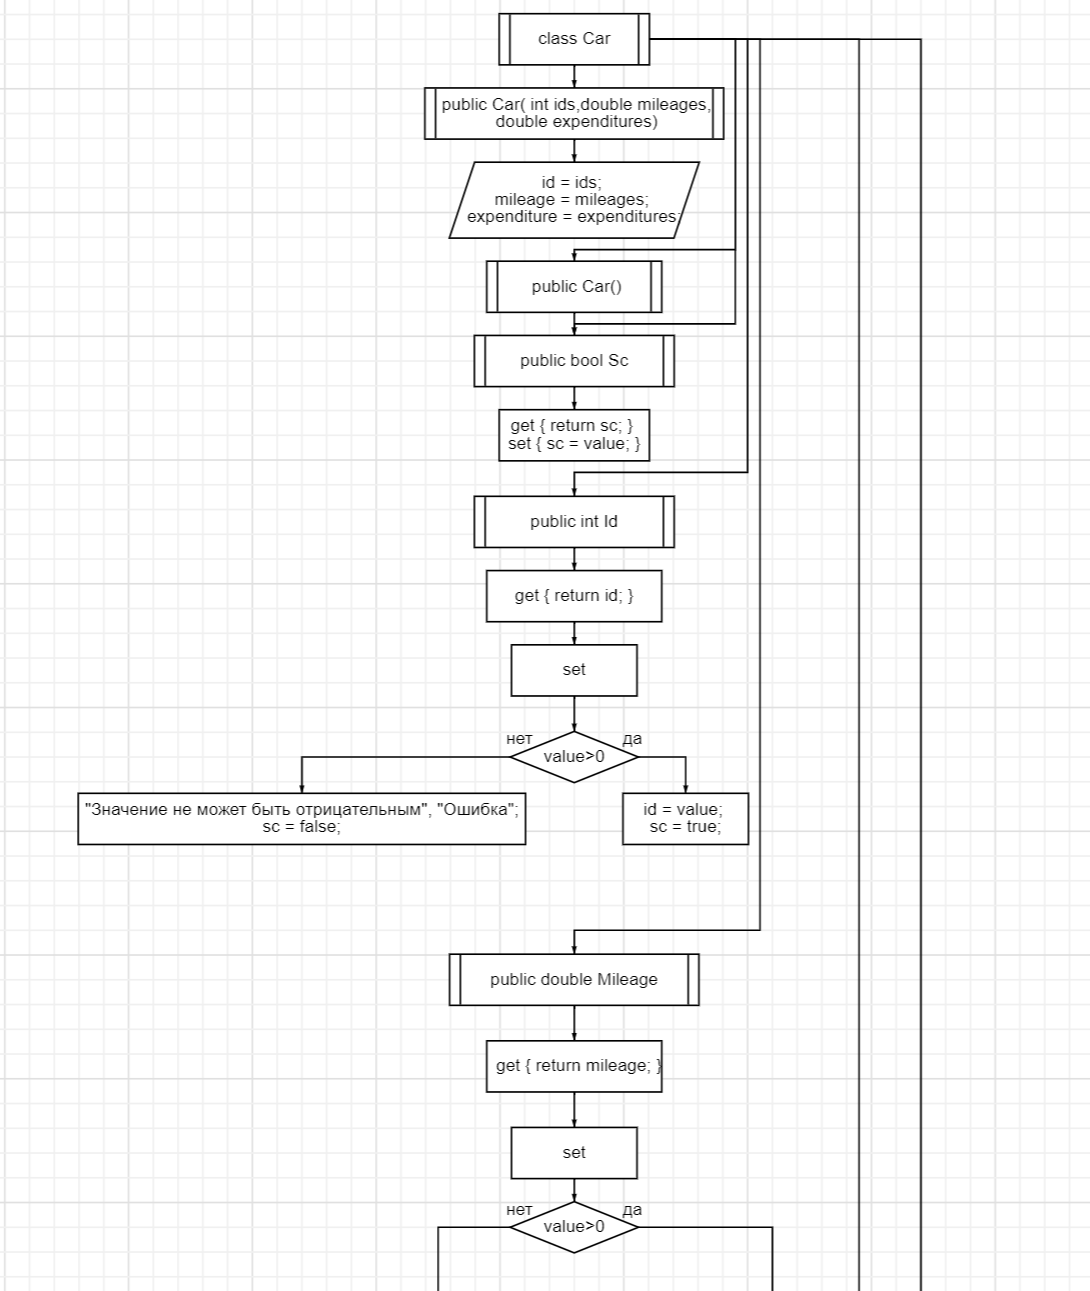 class Car
public Car( int ids,double mileages,
double expenditures)
id = ids;
mileage = mileages;
expenditure = expenditures;
public Car()
public bool Sc
get { return sc; }
set { sc = value; }
public int Id
get { return id; }
set
нет
да
value>0
"Значение не может быть отрицательным", "Ошибка";
sc = false;
id = value;
sc = true;
public double Mileage
get { return mileage; }
set
нет
да
value>0